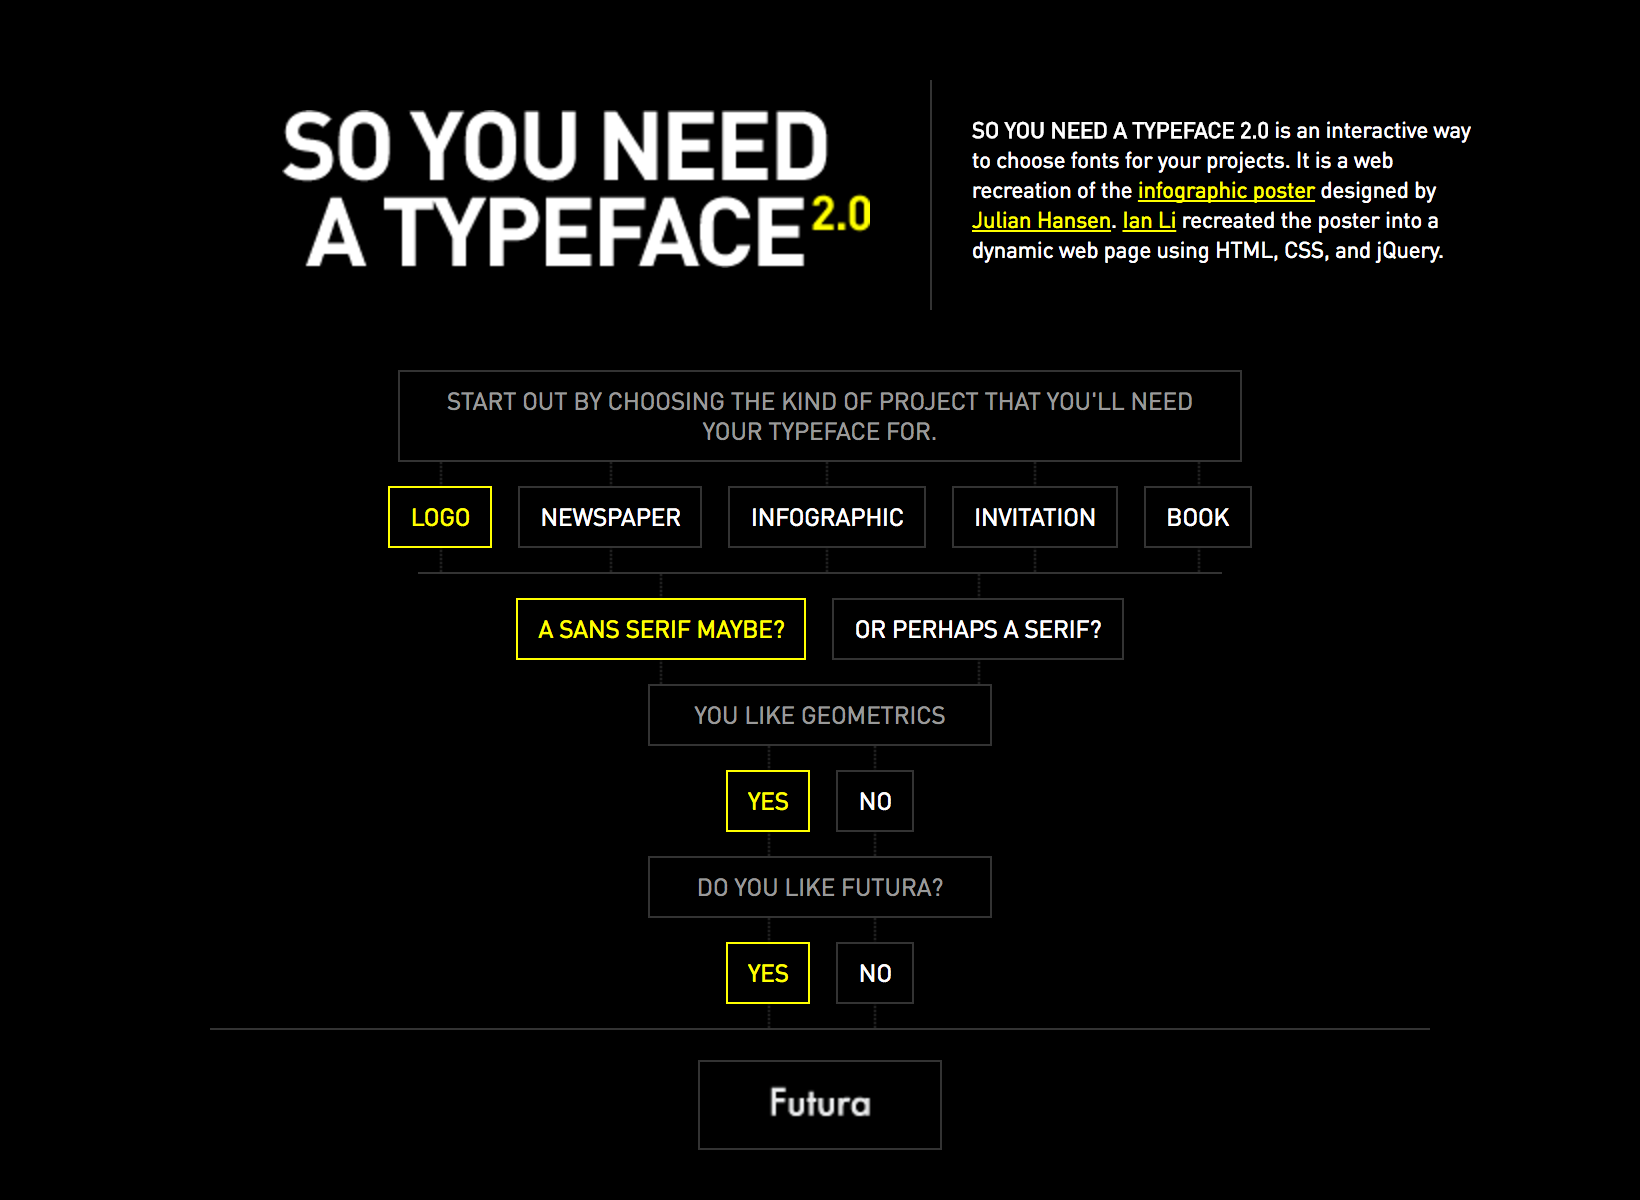 SO YOU NEED
A TYPEFACE 2.0
SO YOU NEED A TYPEFACE 2.0 is an interactive way
to choose fonts for your projects. It is a web
recreation of the infographic poster designed by
Julian Hansen. Ian Li recreated the poster into a
dynamic web page using HTML, CSS, and jQuery.
START OUT BY CHOOSING THE KIND OF PROJECT THAT YOU'LL NEED
YOUR TYPEFACE FOR.
LOGO NEWSPAPER INFOGRAPHIC INVITATION BOOK
A SANS SERIF MAYBE? OR PERHAPS A SERIF?
YOU LIKE GEOMETRICS
YES NO
DO YOU LIKE FUTURA?
YES NO
Futura